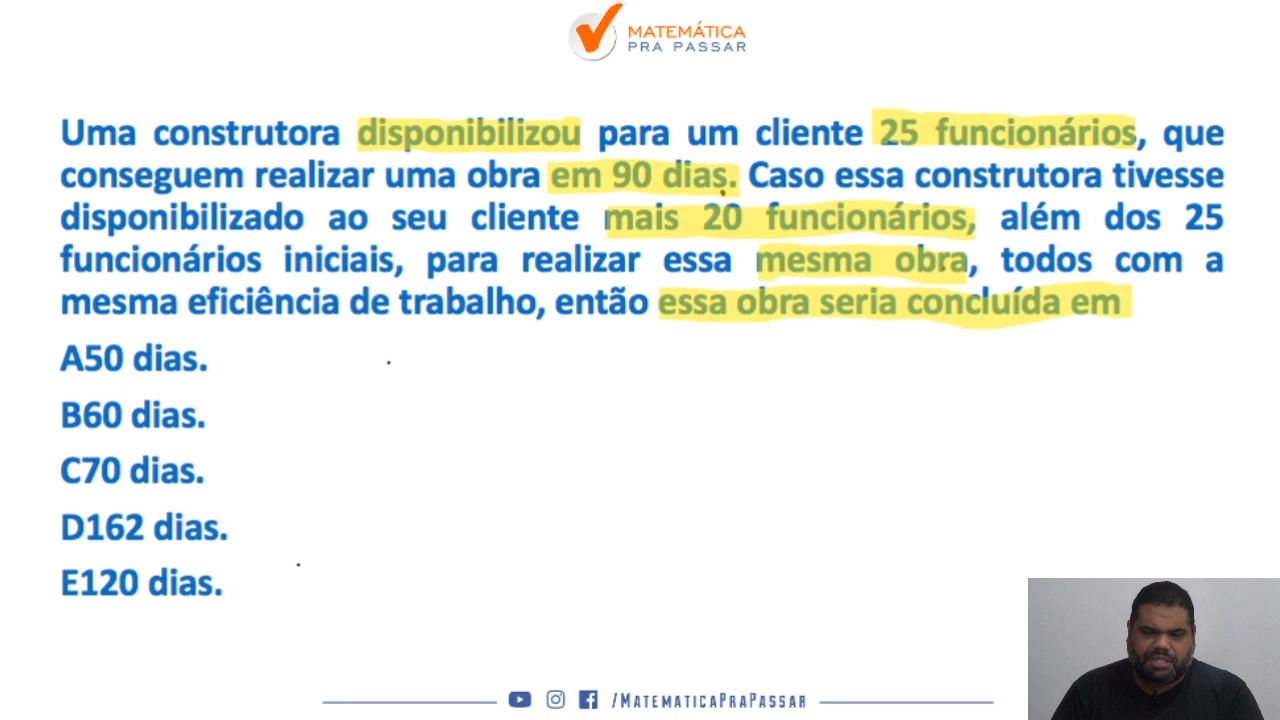 MATEMÁTICA
PRA PASSAR
Uma construtora disponibilizou para um cliente 25 funcionários, que
conseguem realizar uma obra em 90 dias. Caso essa construtora tivesse
disponibilizado ao seu cliente mais 20 funcionários, além dos 25
funcionários iniciais, para realizar essa mesma obra, todos com a
mesma eficiência de trabalho, então essa obra seria concluída em
A50 dias.
B60 dias.
C70 dias.
D162 dias.
E120 dias.
/MATEMATICAPRAPASSAR